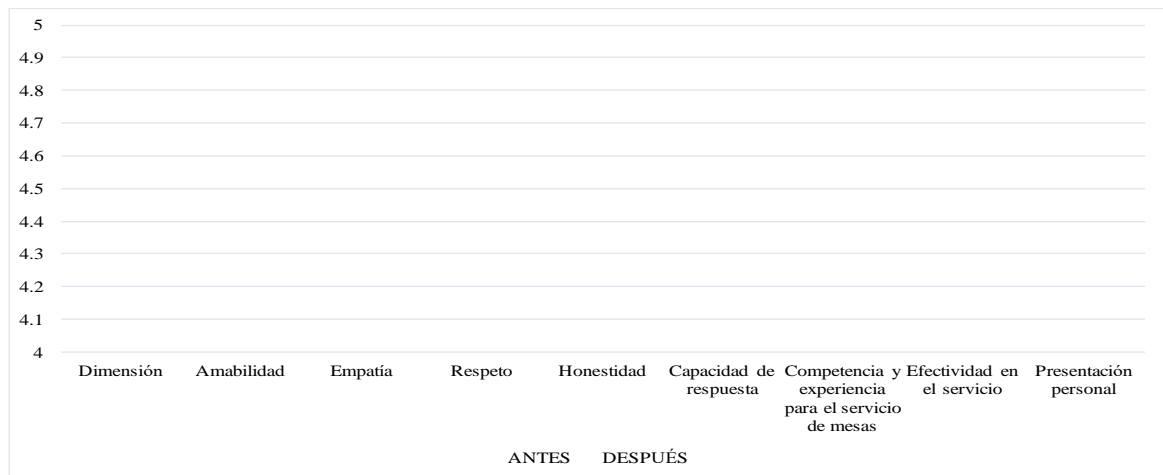 5
4.9
4.8
4.7
4.6
4.5
4.4
4.3
4.2
4.1
4
Dimensión
Amabilidad
Empatía
Respeto
Honestidad
Capacidad de
respuesta
Competencia y
experiencia
para el servicio
de mesas
Efectividad en
el servicio
Presentación
personal
ANTES DESPUÉS